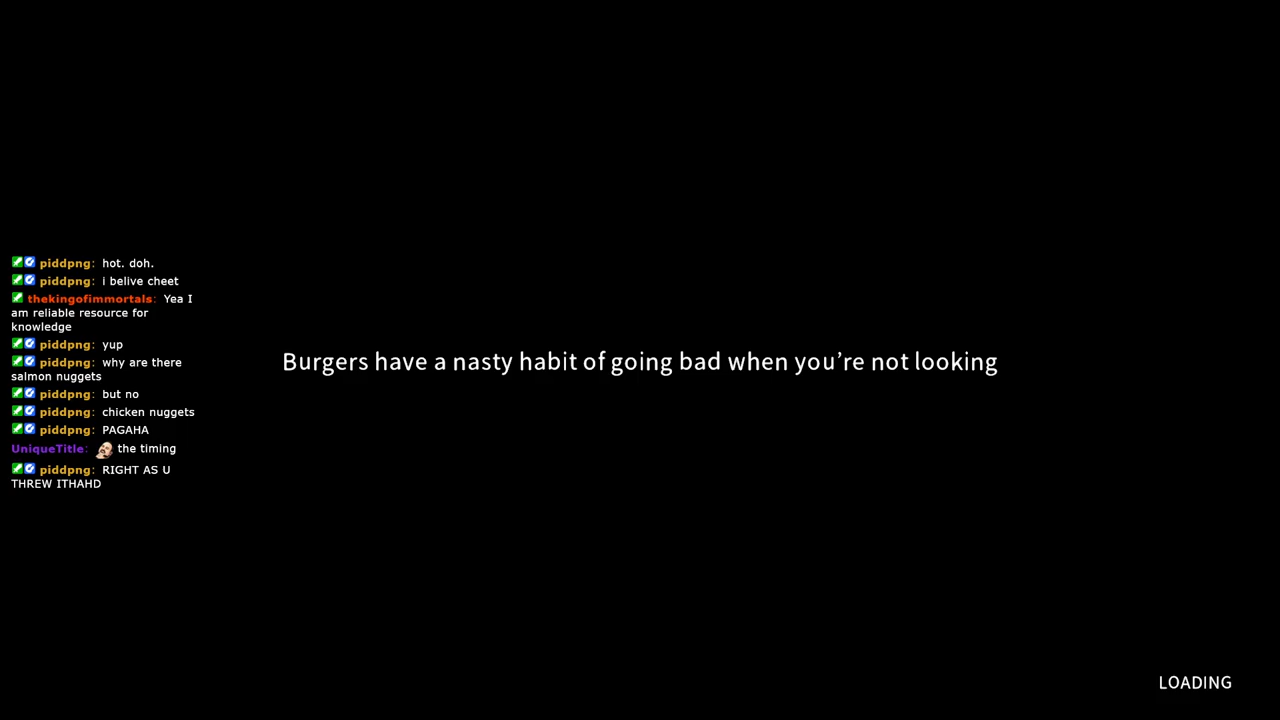 piddpng: hot. doh.
piddpng: i belive cheet
thekingofimmortals: Yea I
am reliable resource for
knowledge
piddpng: yup
piddpng: why are there
salmon nuggets
piddpng: but no
piddpng: chicken nuggets
piddpng: PAGAHA
UniqueTitle: the timing
piddpng: RIGHT AS U
THREW ITHAHD
Burgers have a nasty habit of going bad when you’re not looking
LOADING